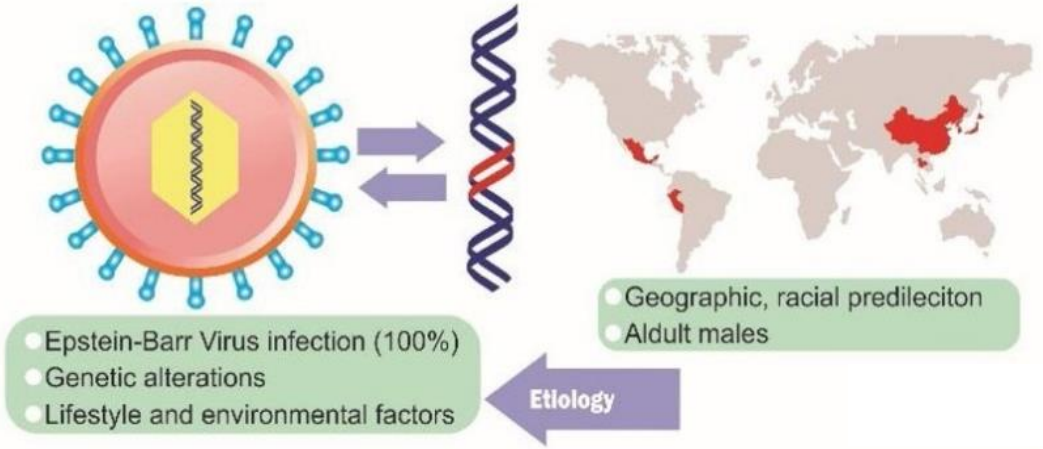 Geographic, racial predileciton
Aldult males
Epstein-Barr Virus infection (100%)
Genetic alterations
Lifestyle and environmental factors
Etiology